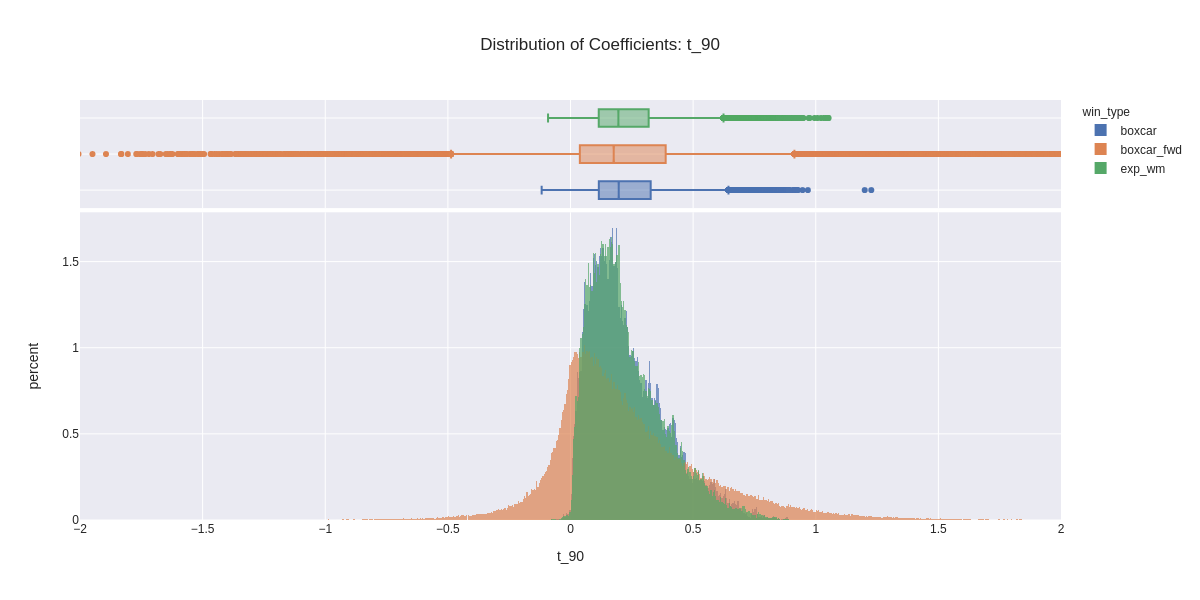 Distribution of Coefficients: t_90
win_type
boxcar
boxcar_fwd
exp_wm
1.5
1
0.5
0
percent
−2
−1.5
−1
−0.5
0
0.5
1
1.5
2
t_90